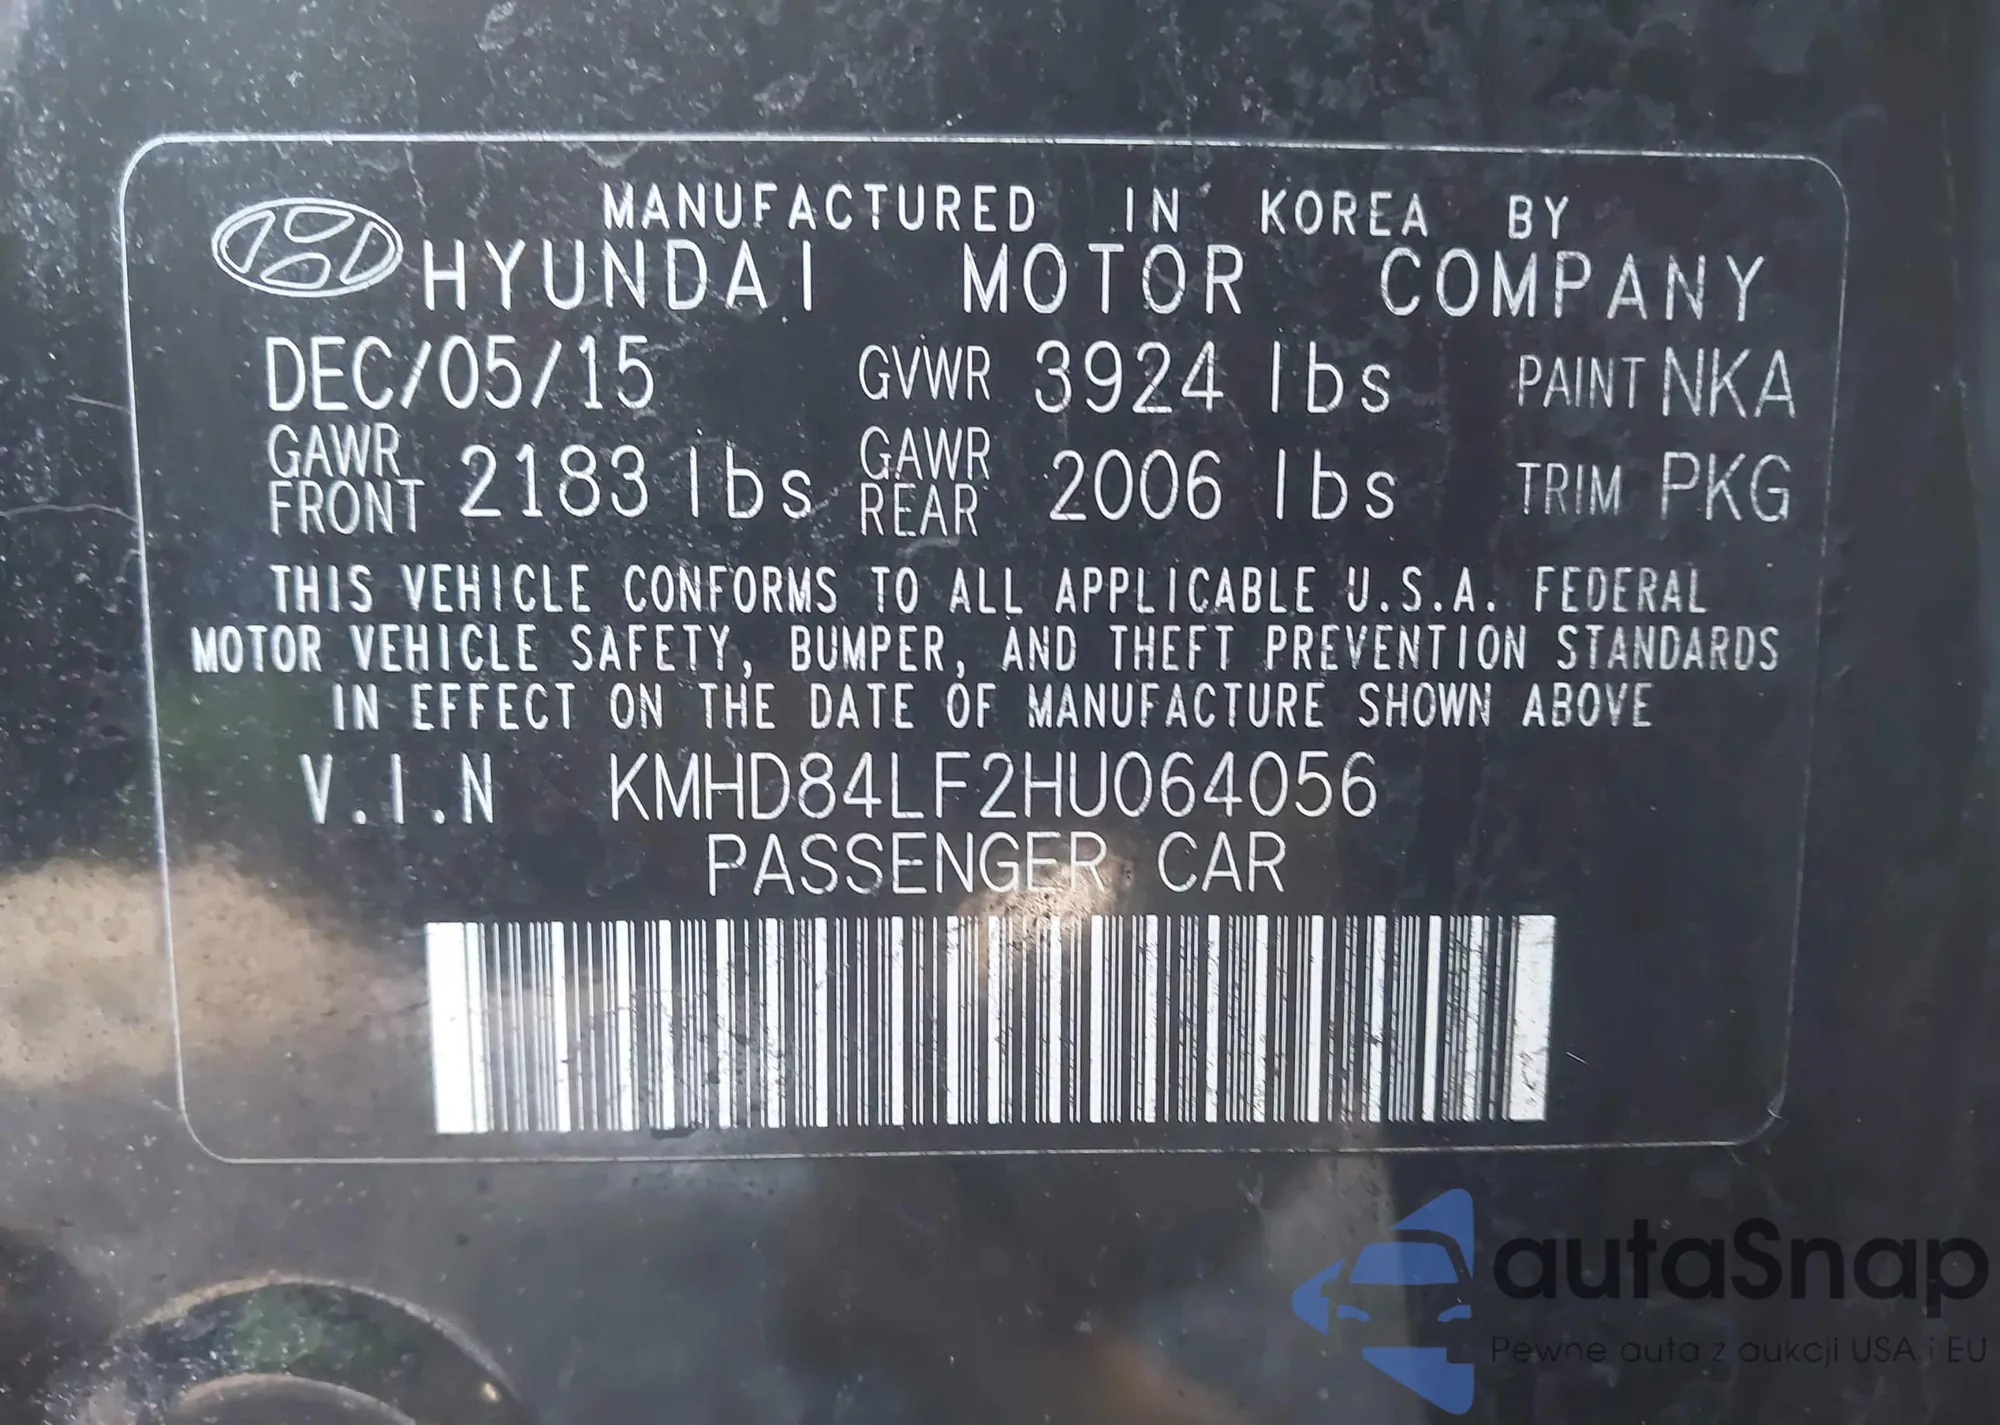 MANUFACTURED IN KOREA BY
HYUNDAI MOTOR COMPANY
DEC/05/15 GVWR 3924 lbs PAINT NKA
GAWR FRONT 2183 lbs GAWR REAR 2006 lbs TRIM PKG
THIS VEHICLE CONFORMS TO ALL APPLICABLE U.S.A. FEDERAL
MOTOR VEHICLE SAFETY, BUMPER, AND THEFT PREVENTION STANDARDS
IN EFFECT ON THE DATE OF MANUFACTURE SHOWN ABOVE
V.I.N KMHD84LF2HU064056
PASSENGER CAR
autaSnap
Pewne auta z aukcji USA i EU